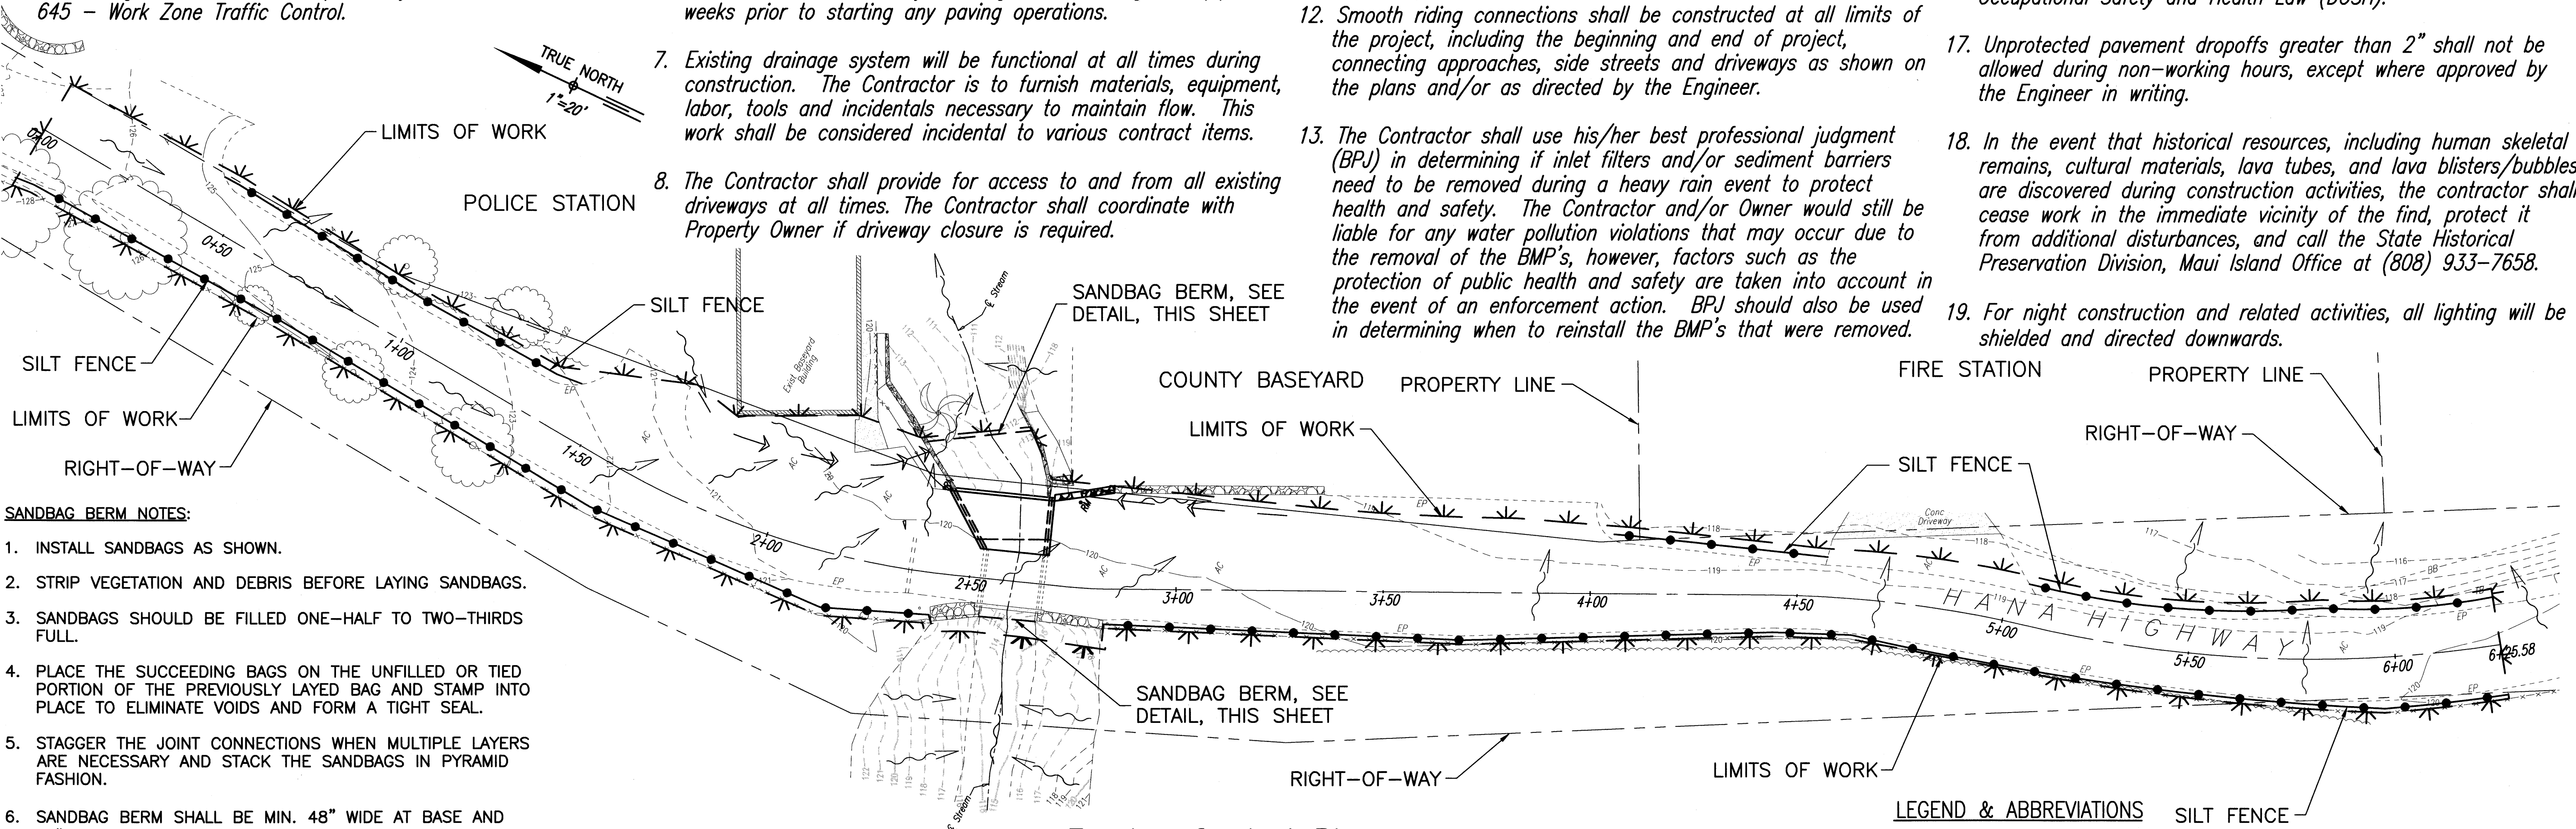 645 – Work Zone Traffic Control.
weeks prior to starting any paving operations.
7. Existing drainage system will be functional at all times during
construction. The Contractor is to furnish materials, equipment,
labor, tools and incidentals necessary to maintain flow. This
work shall be considered incidental to various contract items.
8. The Contractor shall provide for access to and from all existing
driveways at all times. The Contractor shall coordinate with
Property Owner if driveway closure is required.
12. Smooth riding connections shall be constructed at all limits of
the project, including the beginning and end of project,
connecting approaches, side streets and driveways as shown on
the plans and/or as directed by the Engineer.
13. The Contractor shall use his/her best professional judgment
(BPJ) in determining if inlet filters and/or sediment barriers
need to be removed during a heavy rain event to protect
health and safety. The Contractor and/or Owner would still be
liable for any water pollution violations that may occur due to
the removal of the BMP's, however, factors such as the
protection of public health and safety are taken into account in
the event of an enforcement action. BPJ should also be used
in determining when to reinstall the BMP's that were removed.
Occupational Safety and Health Law (DOSH).
17. Unprotected pavement dropoffs greater than 2" shall not be
allowed during non-working hours, except where approved by
the Engineer in writing.
18. In the event that historical resources, including human skeletal
remains, cultural materials, lava tubes, and lava blisters/bubbles
are discovered during construction activities, the contractor shall
cease work in the immediate vicinity of the find, protect it
from additional disturbances, and call the State Historical
Preservation Division, Maui Island Office at (808) 933-7658.
19. For night construction and related activities, all lighting will be
shielded and directed downwards.
TRUE NORTH
1"=20'
LIMITS OF WORK
POLICE STATION
SILT FENCE
0+00
0+50
1+00
1+50
2+00
2+50
3+00
3+50
4+00
4+50
5+00
5+50
6+00
6+25.58
SILT FENCE
LIMITS OF WORK
RIGHT-OF-WAY
Exist Baseyard
Building
℄ Stream
SANDBAG BERM, SEE
DETAIL, THIS SHEET
COUNTY BASEYARD
PROPERTY LINE
LIMITS OF WORK
FIRE STATION
PROPERTY LINE
RIGHT-OF-WAY
SILT FENCE
Conc
Driveway
HANA HIGHWAY
SANDBAG BERM, SEE
DETAIL, THIS SHEET
RIGHT-OF-WAY
LIMITS OF WORK
SILT FENCE
℄ Stream
LEGEND & ABBREVIATIONS
SANDBAG BERM NOTES:
1. INSTALL SANDBAGS AS SHOWN.
2. STRIP VEGETATION AND DEBRIS BEFORE LAYING SANDBAGS.
3. SANDBAGS SHOULD BE FILLED ONE-HALF TO TWO-THIRDS
FULL.
4. PLACE THE SUCCEEDING BAGS ON THE UNFILLED OR TIED
PORTION OF THE PREVIOUSLY LAYED BAG AND STAMP INTO
PLACE TO ELIMINATE VOIDS AND FORM A TIGHT SEAL.
5. STAGGER THE JOINT CONNECTIONS WHEN MULTIPLE LAYERS
ARE NECESSARY AND STACK THE SANDBAGS IN PYRAMID
FASHION.
6. SANDBAG BERM SHALL BE MIN. 48" WIDE AT BASE AND